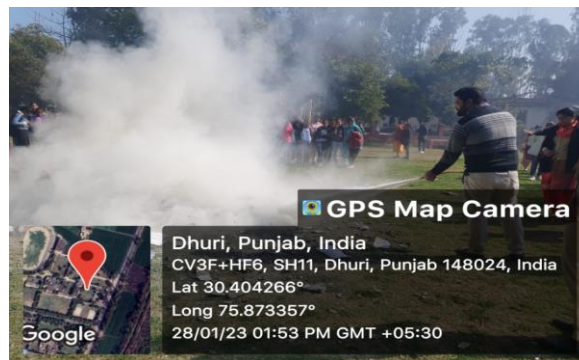 GPS Map Camera
Dhuri, Punjab, India
CV3F+HF6, SH11, Dhuri, Punjab 148024, India
Lat 30.404266°
Long 75.873357°
28/01/23 01:53 PM GMT +05:30
Google